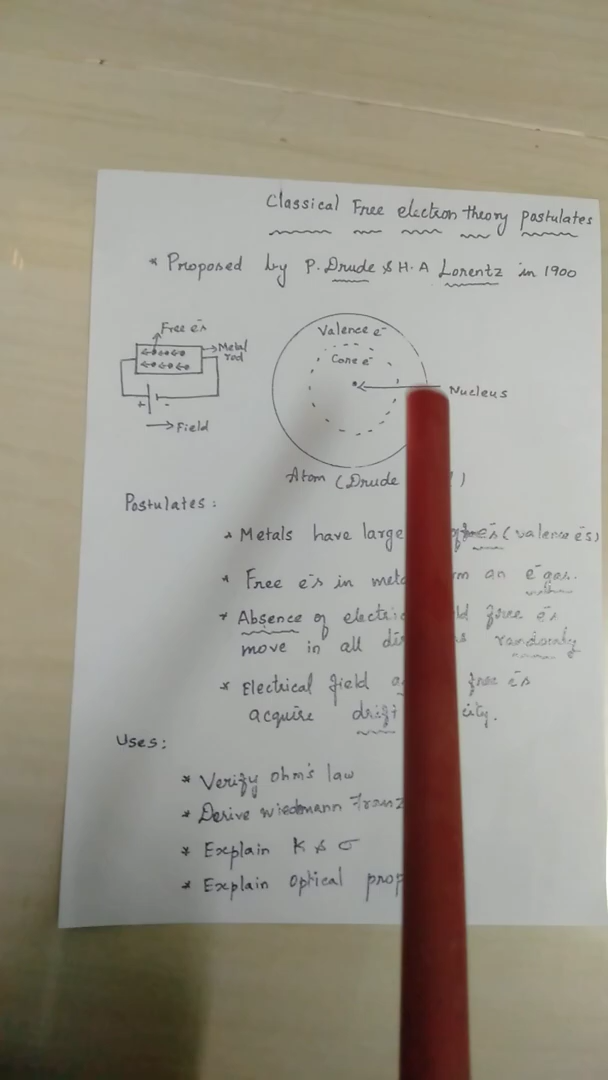 Classical Free electron theory postulates
* Proposed by P. Drude & H. A Lorentz in 1900
Free e⁻s
Metal rod
+ -
→ Field
Valence e⁻
Core e⁻
Nucleus
Atom (Drude )
Postulates :
* Metals have large (valence e⁻s)
* Free e⁻s in an e⁻ gas.
* Absence of free e⁻s
move in all randomly
* Electrical field free e⁻s
acquire drift
Uses :
* Verify Ohm's law
* Derive wiedemann Franz
* Explain K & σ
* Explain Optical